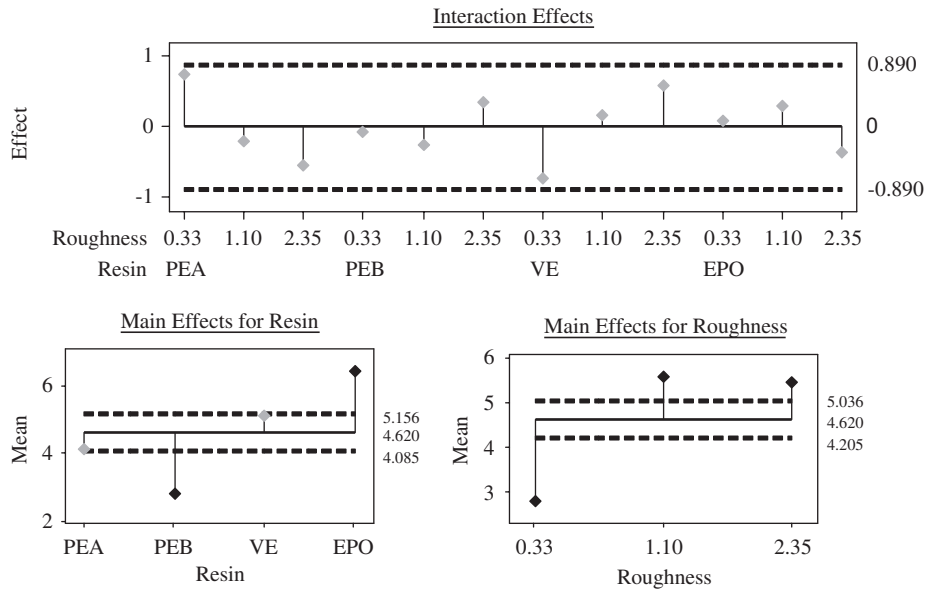 Interaction Effects
Effect
1
0
-1
0.890
0
-0.890
Roughness 0.33 1.10 2.35 0.33 1.10 2.35 0.33 1.10 2.35 0.33 1.10 2.35
Resin PEA PEB VE EPO
Main Effects for Resin
Mean
6
4
2
5.156
4.620
4.085
PEA PEB VE EPO
Resin
Main Effects for Roughness
Mean
6
5
4
3
5.036
4.620
4.205
0.33 1.10 2.35
Roughness